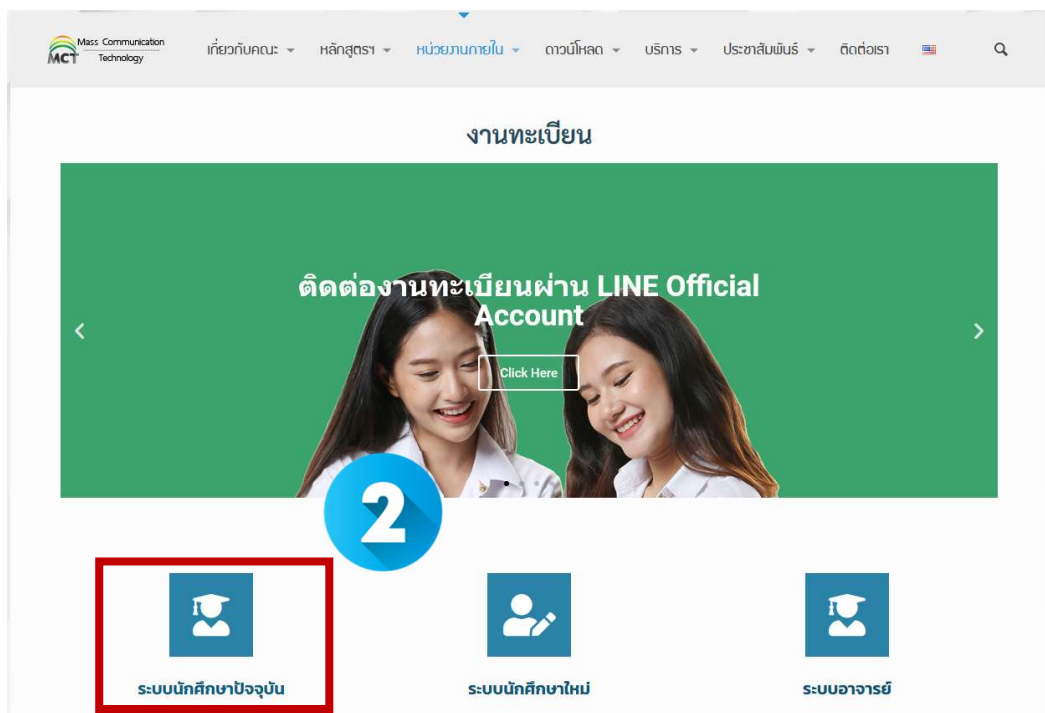 Mass Communication
MCT Technology
เกี่ยวกับคณะ หลักสูตรฯ หน่วยงานภายใน ดาวน์โหลด บริการ ประชาสัมพันธ์ ติดต่อเรา
งานทะเบียน
ติดต่องานทะเบียนผ่าน LINE Official
Account
Click Here
2
ระบบนักศึกษาปัจจุบัน ระบบนักศึกษาใหม่ ระบบอาจารย์